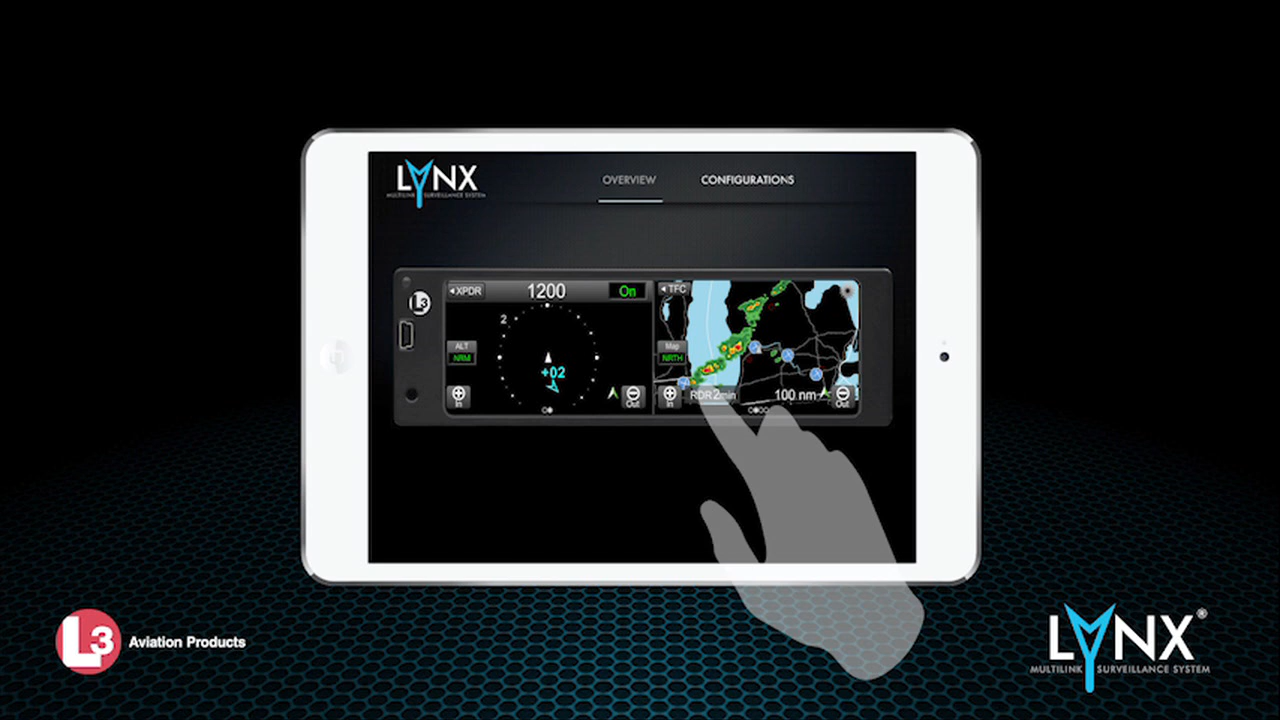 LYNX
MULTILINK SURVEILLANCE SYSTEM
OVERVIEW
CONFIGURATIONS
L3
XPDR
1200
On
2
ALT
NRM
+02
In
Out
TFC
Map
NRTH
In
RDR 2min
100 nm
Out
L3 Aviation Products
LYNX®
MULTILINK SURVEILLANCE SYSTEM